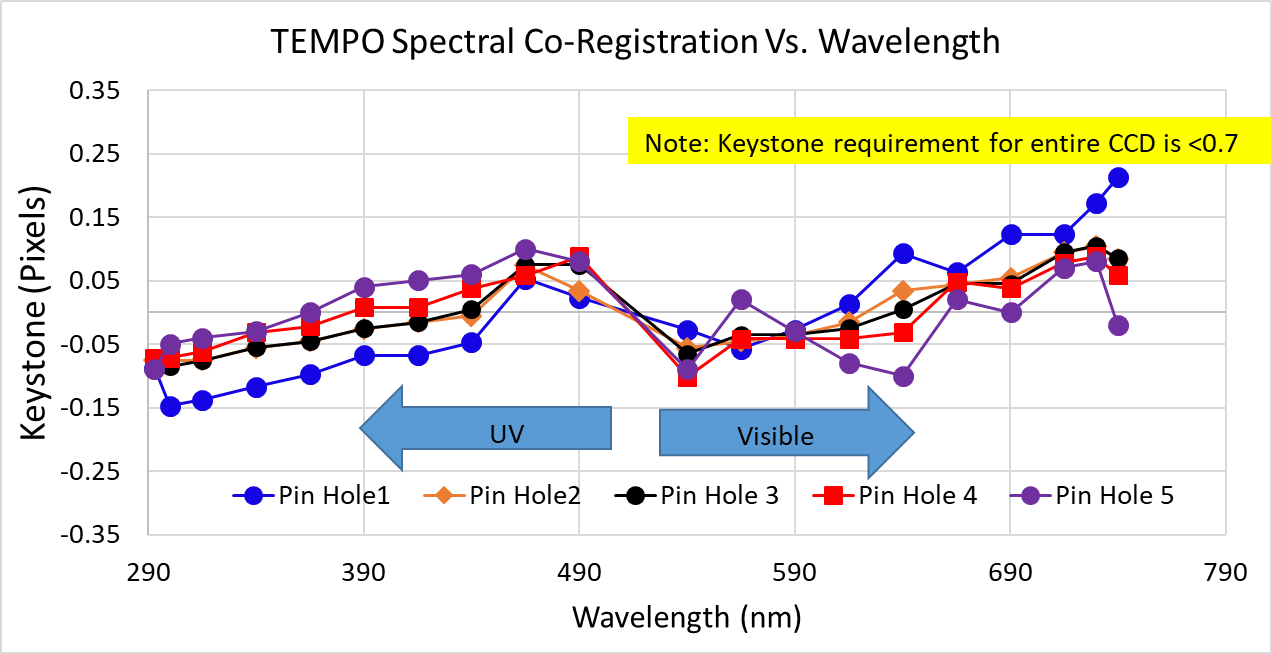 TEMPO Spectral Co-Registration Vs. Wavelength
Note: Keystone requirement for entire CCD is <0.7
Keystone (Pixels)
0.35
0.25
0.15
0.05
-0.05
-0.15
-0.25
-0.35
UV
Visible
Pin Hole1
Pin Hole2
Pin Hole 3
Pin Hole 4
Pin Hole 5
290
390
490
590
690
790
Wavelength (nm)